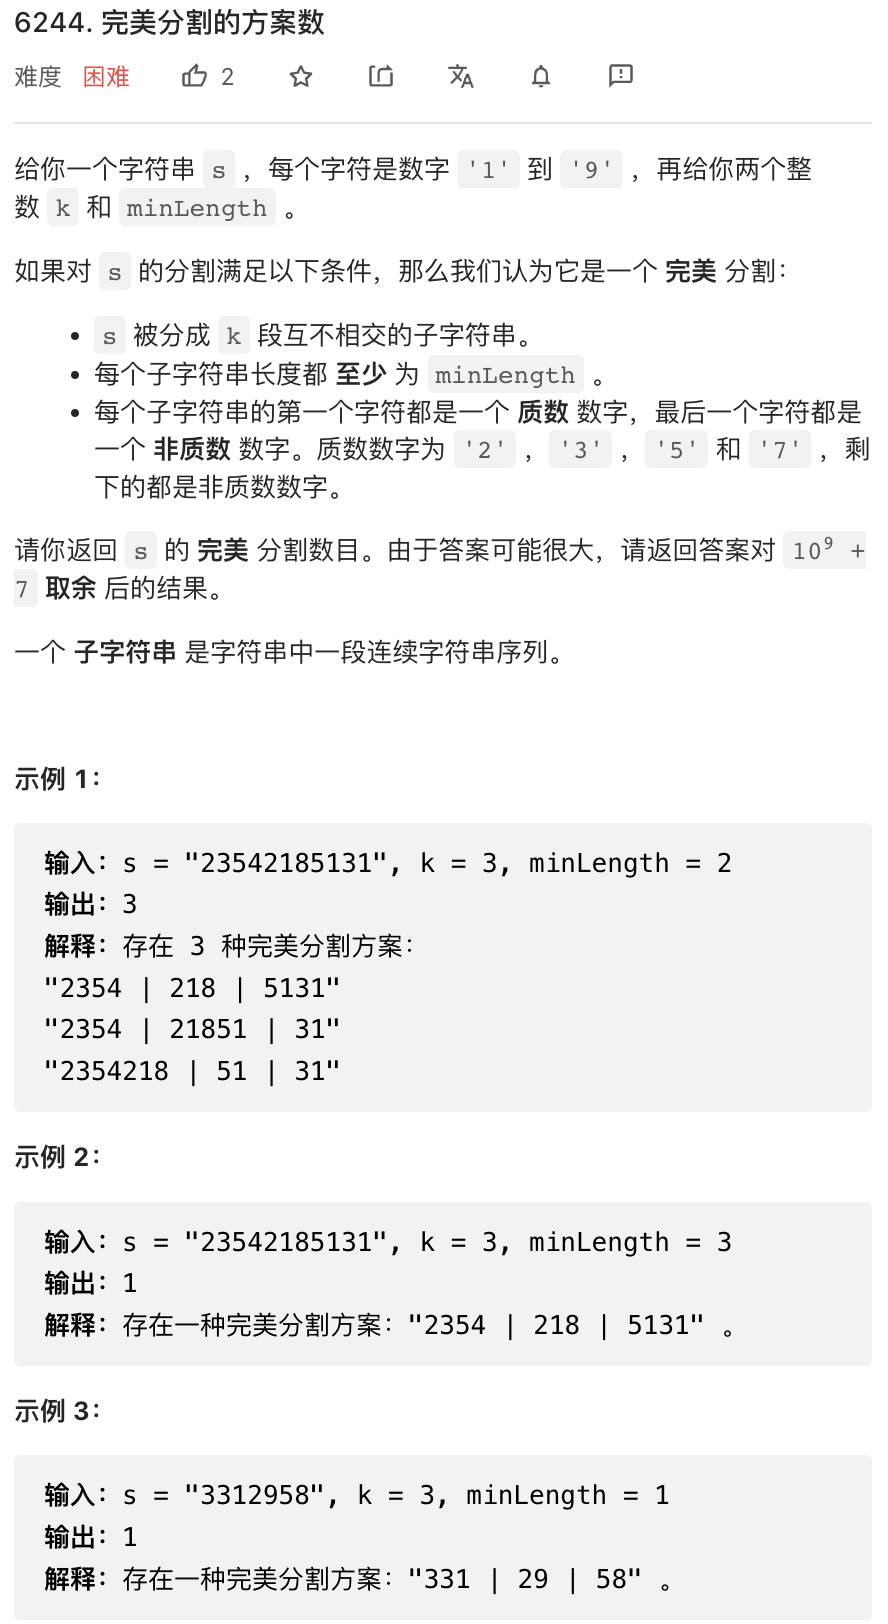 6244. 完美分割的方案数
难度 困难 2
给你一个字符串 s ，每个字符是数字 '1' 到 '9' ，再给你两个整
数 k 和 minLength 。
如果对 s 的分割满足以下条件，那么我们认为它是一个 完美 分割：
• s 被分成 k 段互不相交的子字符串。
• 每个子字符串长度都 至少 为 minLength 。
• 每个子字符串的第一个字符都是一个 质数 数字，最后一个字符都是
一个 非质数 数字。质数数字为 '2' ， '3' ， '5' 和 '7' ，剩
下的都是非质数数字。
请你返回 s 的 完美 分割数目。由于答案可能很大，请返回答案对 10⁹ +
7 取余 后的结果。
一个 子字符串 是字符串中一段连续字符串序列。
示例 1：
输入：s = "23542185131", k = 3, minLength = 2
输出：3
解释：存在 3 种完美分割方案：
"2354 | 218 | 5131"
"2354 | 21851 | 31"
"2354218 | 51 | 31"
示例 2：
输入：s = "23542185131", k = 3, minLength = 3
输出：1
解释：存在一种完美分割方案："2354 | 218 | 5131" 。
示例 3：
输入：s = "3312958", k = 3, minLength = 1
输出：1
解释：存在一种完美分割方案："331 | 29 | 58" 。